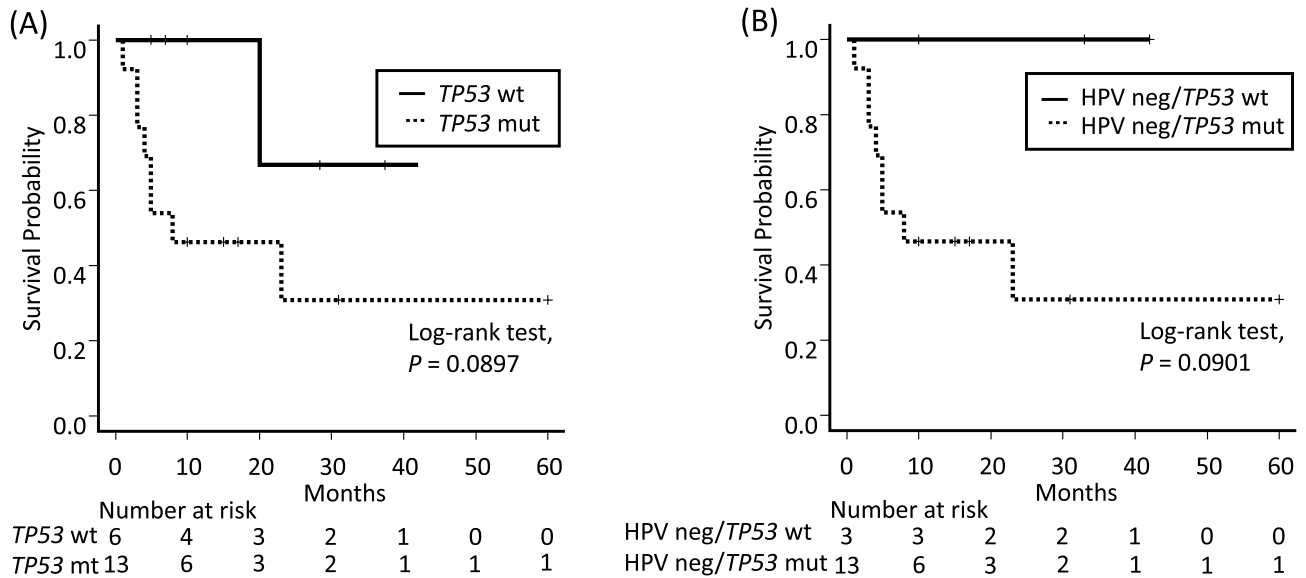 (A)
1.0
0.8
0.6
0.4
0.2
0.0
Survival Probability
TP53 wt
TP53 mut
Log-rank test,
P = 0.0897
0 10 20 30 40 50 60
Months
Number at risk
TP53 wt 6 4 3 2 1 0 0
TP53 mt 13 6 3 2 1 1 1
(B)
1.0
0.8
0.6
0.4
0.2
0.0
Survival Probability
HPV neg/TP53 wt
HPV neg/TP53 mut
Log-rank test,
P = 0.0901
0 10 20 30 40 50 60
Months
Number at risk
HPV neg/TP53 wt 3 3 2 2 1 0 0
HPV neg/TP53 mut 13 6 3 2 1 1 1